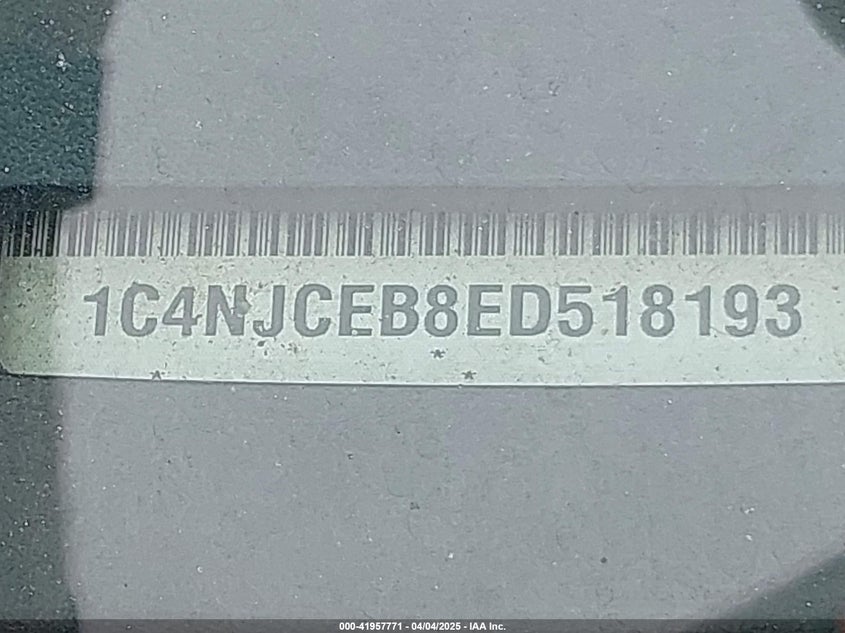 1C4NJCEB8ED518193
* * *
000-41957771 - 04/04/2025 - IAA Inc.